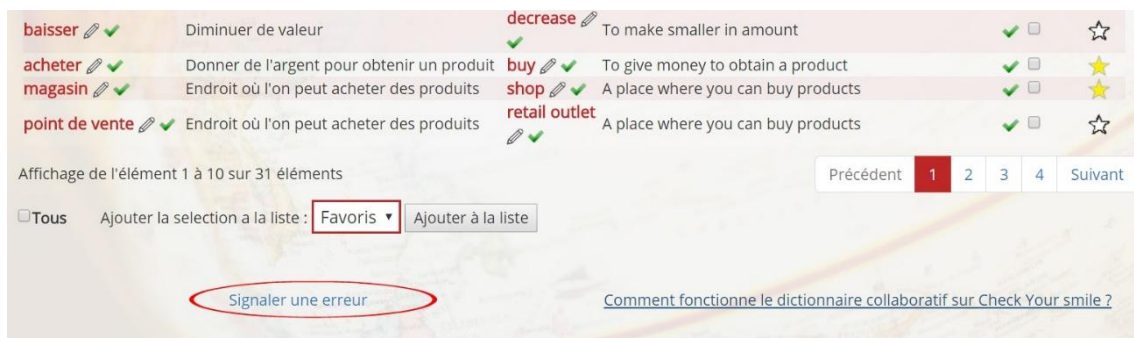 baisser Diminuer de valeur decrease To make smaller in amount
acheter Donner de l'argent pour obtenir un produit buy To give money to obtain a product
magasin Endroit où l'on peut acheter des produits shop A place where you can buy products
point de vente Endroit où l'on peut acheter des produits retail outlet A place where you can buy products
Affichage de l'élément 1 à 10 sur 31 éléments Précédent 1 2 3 4 Suivant
Tous Ajouter la selection a la liste : Favoris Ajouter à la liste
Signaler une erreur Comment fonctionne le dictionnaire collaboratif sur Check Your smile ?